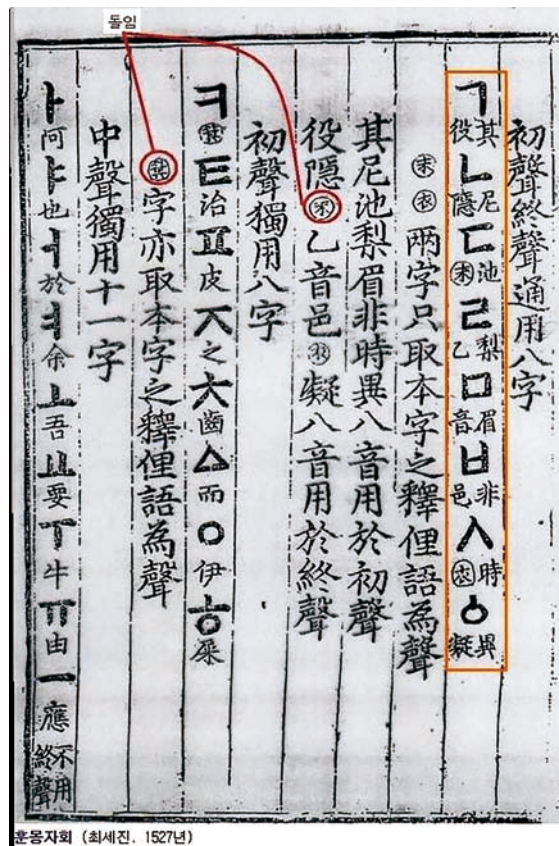 돌임
初聲終聲通用八字
ㄱ其役ㄴ尼隱ㄷ池末ㄹ梨乙ㅁ眉音ㅂ非邑ㅅ時衣ㆁ異凝
末衣兩字只取本字之釋俚語為聲
其尼池梨眉非時異八音用於初聲
役隱末乙音邑衣凝八音用於終聲
初聲獨用八字
ㅋ箕ㅌ治ㅍ皮ㅈ之ㅊ齒ㅿ而ㅇ伊ㅎ屎
箕字亦取本字之釋俚語為聲
中聲獨用十一字
ㅏ阿ㅑ也ㅓ於ㅕ余ㅗ吾ㅛ要ㅜ牛ㅠ由ㅡ應不用終聲
훈몽자회 (최세진. 1527년)